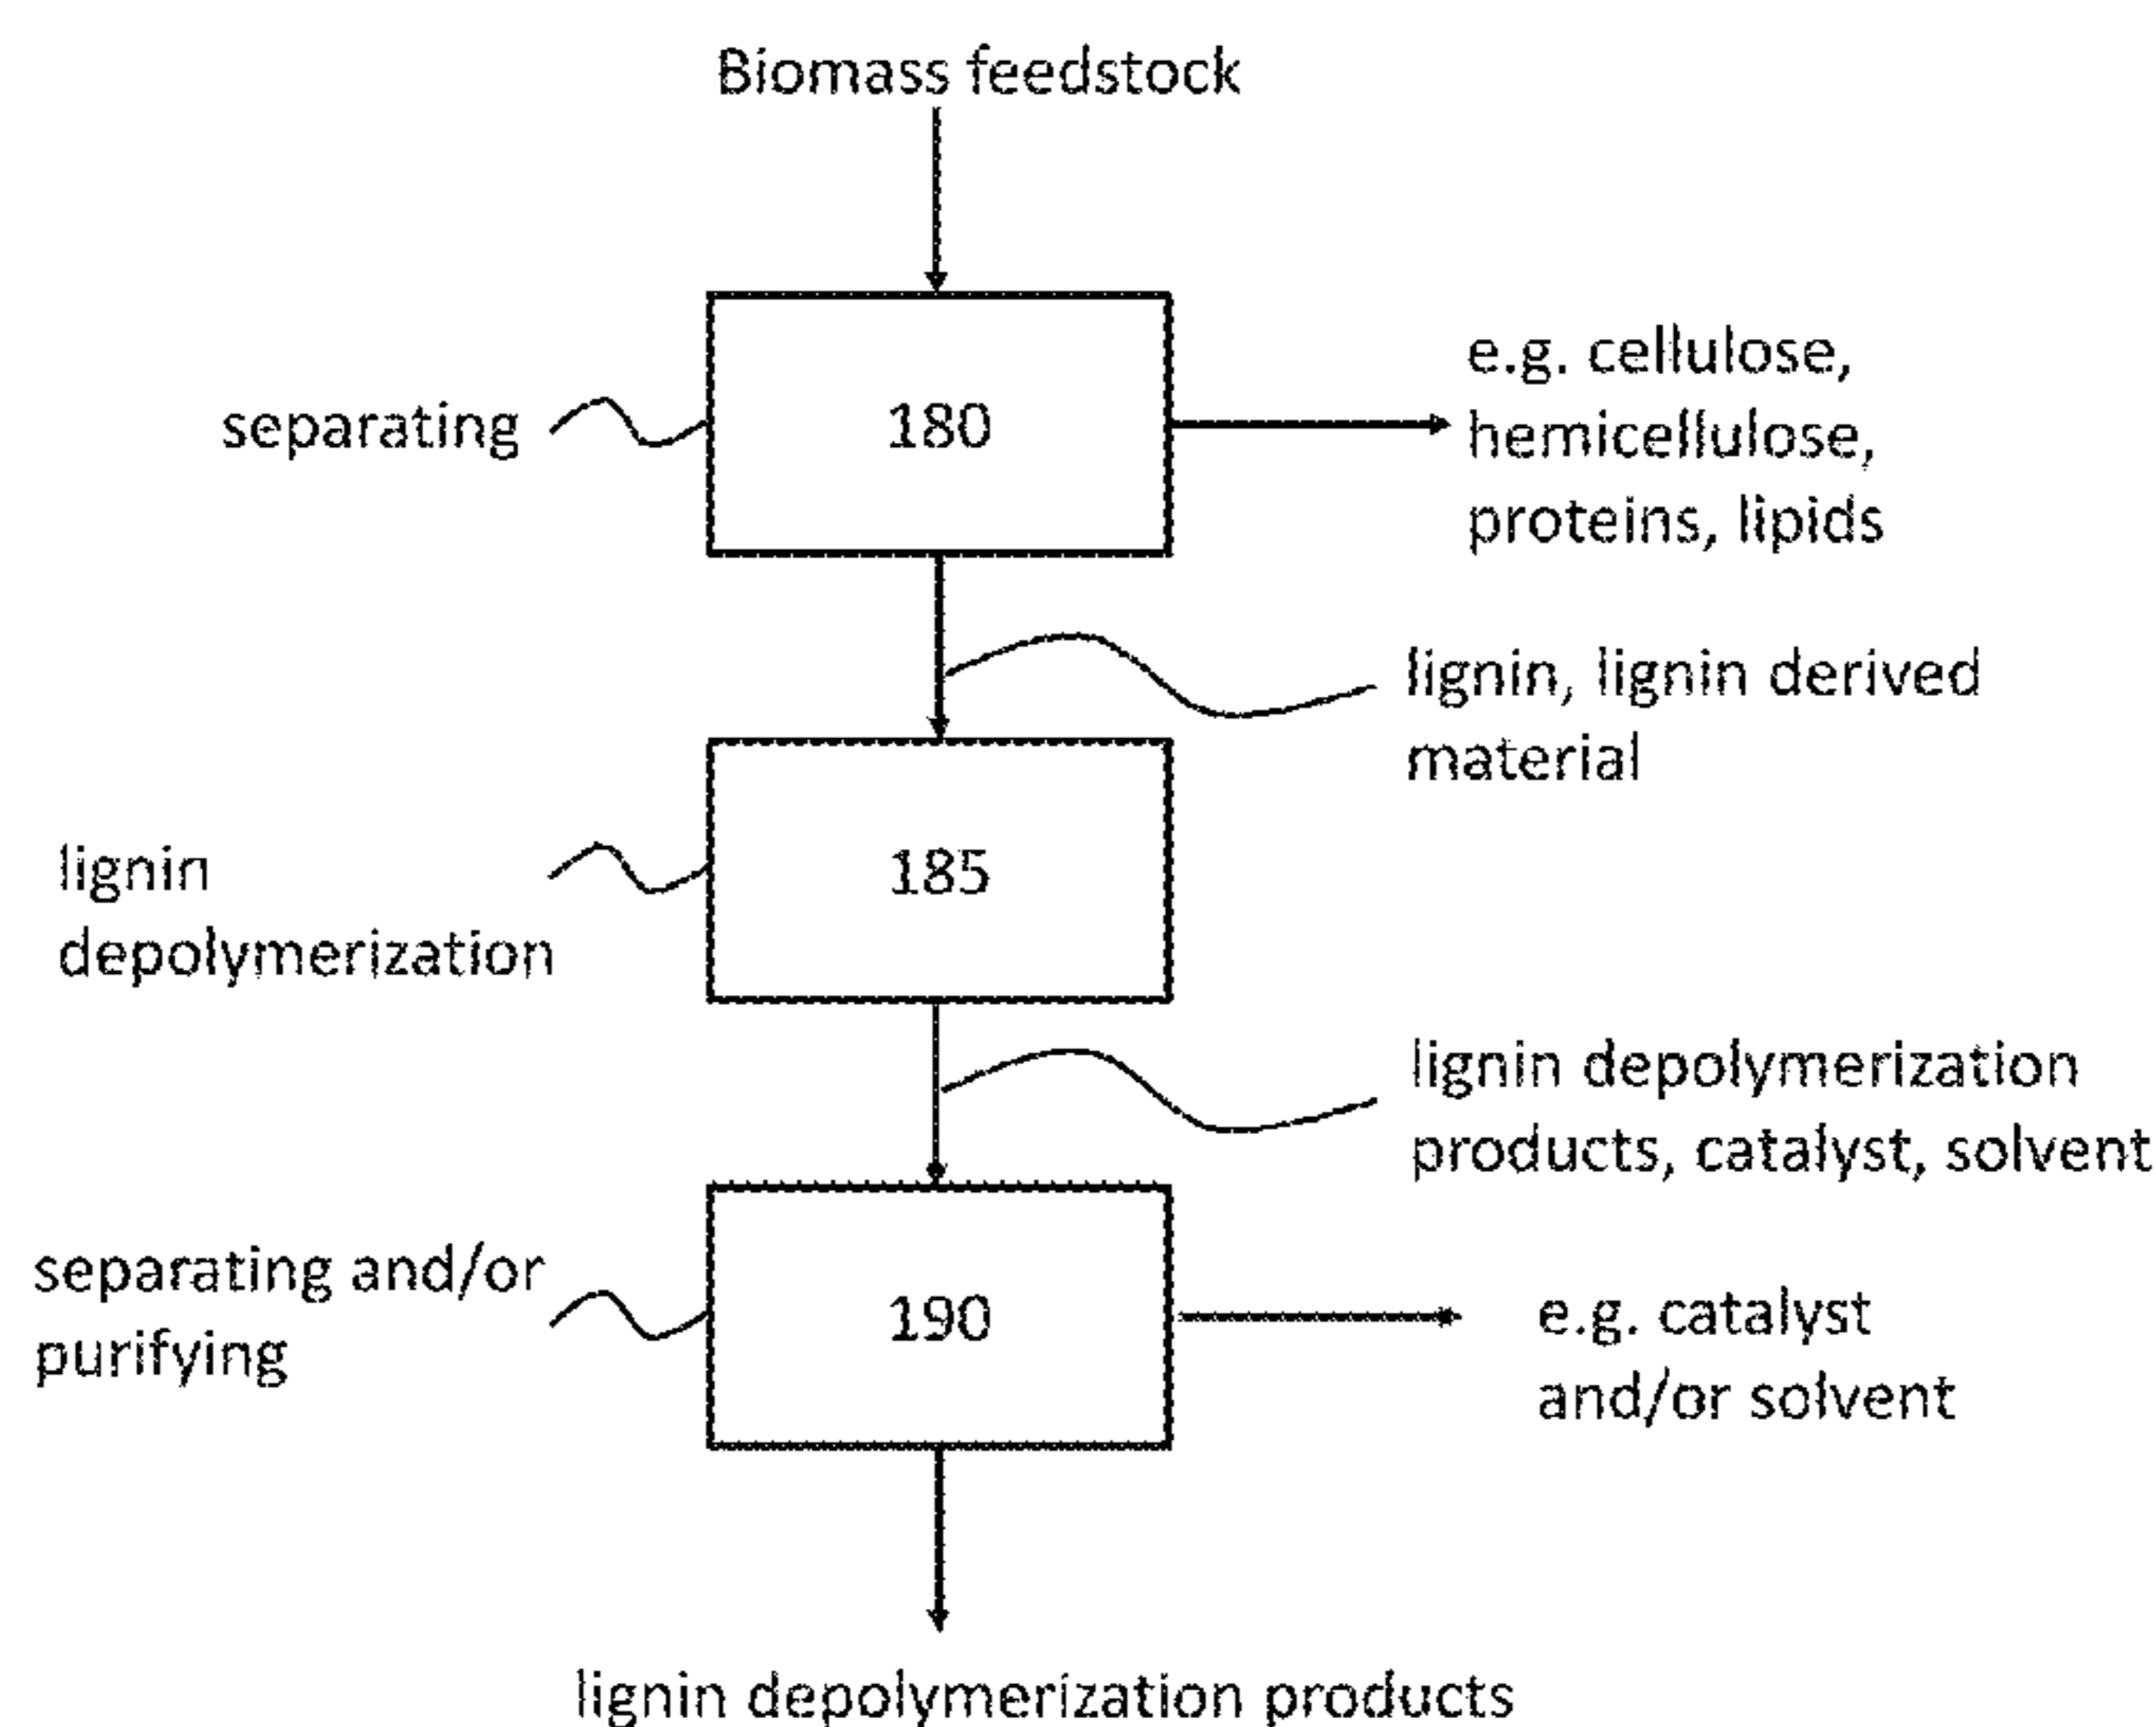 Biomass feedstock
separating
180
e.g. cellulose,
hemicellulose,
proteins, lipids
lignin, lignin derived
material
lignin
depolymerization
185
lignin depolymerization
products, catalyst, solvent
separating and/or
purifying
190
e.g. catalyst
and/or solvent
lignin depolymerization products